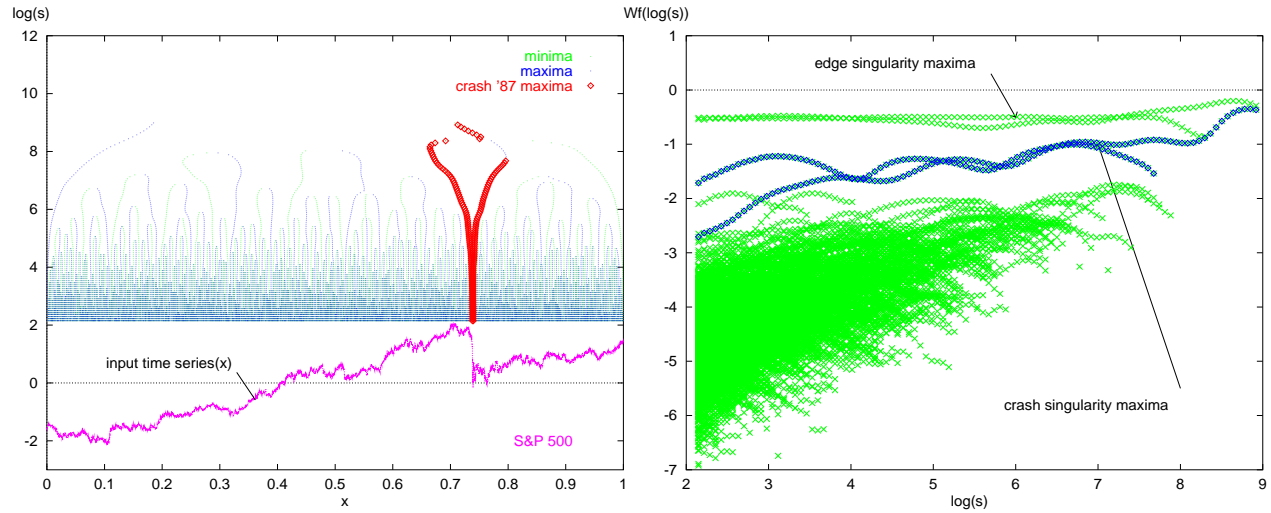 log(s)
12
10
8
6
4
2
0
-2
minima
maxima
crash '87 maxima
input time series(x)
S&P 500
0 0.1 0.2 0.3 0.4 0.5 0.6 0.7 0.8 0.9 1
x
Wf(log(s))
1
0
-1
-2
-3
-4
-5
-6
-7
edge singularity maxima
crash singularity maxima
2 3 4 5 6 7 8 9
log(s)